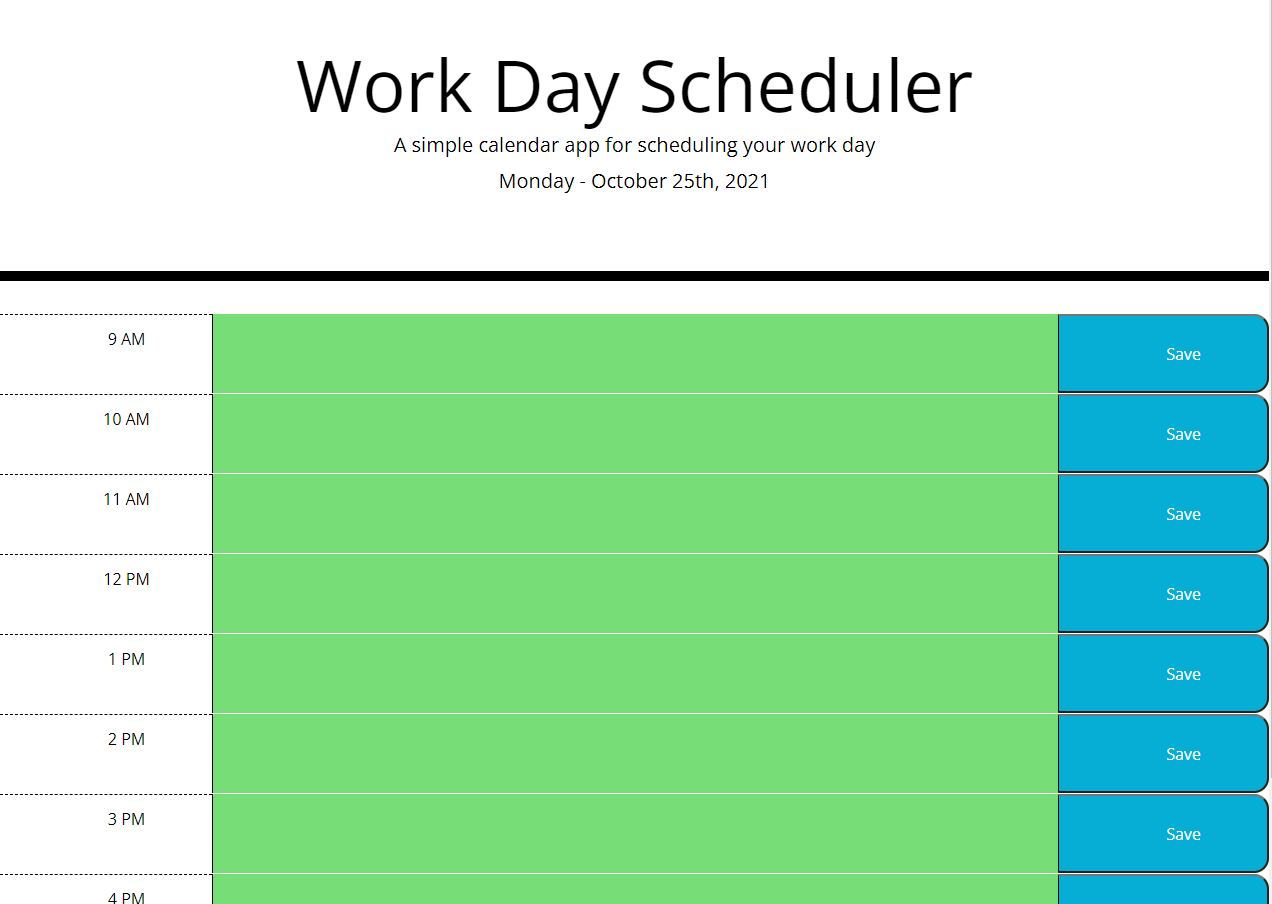 Work Day Scheduler
A simple calendar app for scheduling your work day
Monday - October 25th, 2021
9 AM
Save
10 AM
Save
11 AM
Save
12 PM
Save
1 PM
Save
2 PM
Save
3 PM
Save
4 PM